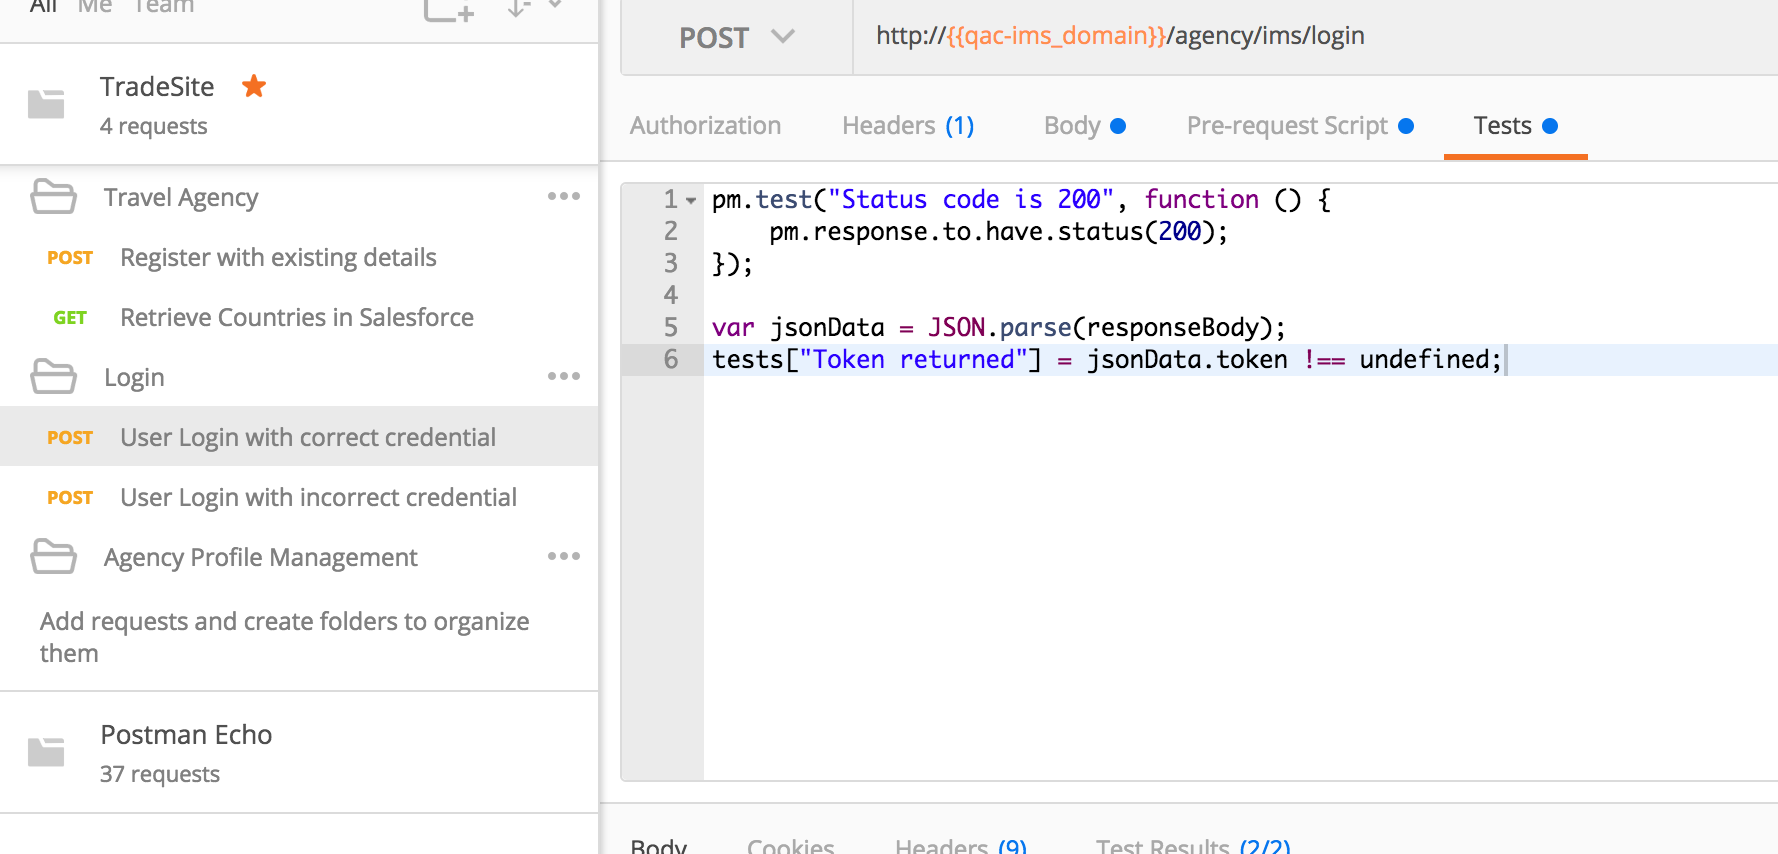 All Me Team
TradeSite
4 requests
Travel Agency
POST Register with existing details
GET Retrieve Countries in Salesforce
Login
POST User Login with correct credential
POST User Login with incorrect credential
Agency Profile Management
Add requests and create folders to organize
them
Postman Echo
37 requests
POST http://{{qac-ims_domain}}/agency/ims/login
Authorization Headers (1) Body Pre-request Script Tests
1 pm.test("Status code is 200", function () {
2 pm.response.to.have.status(200);
3 });
4
5 var jsonData = JSON.parse(responseBody);
6 tests["Token returned"] = jsonData.token !== undefined;
Body Cookies Headers (9) Test Results (2/2)